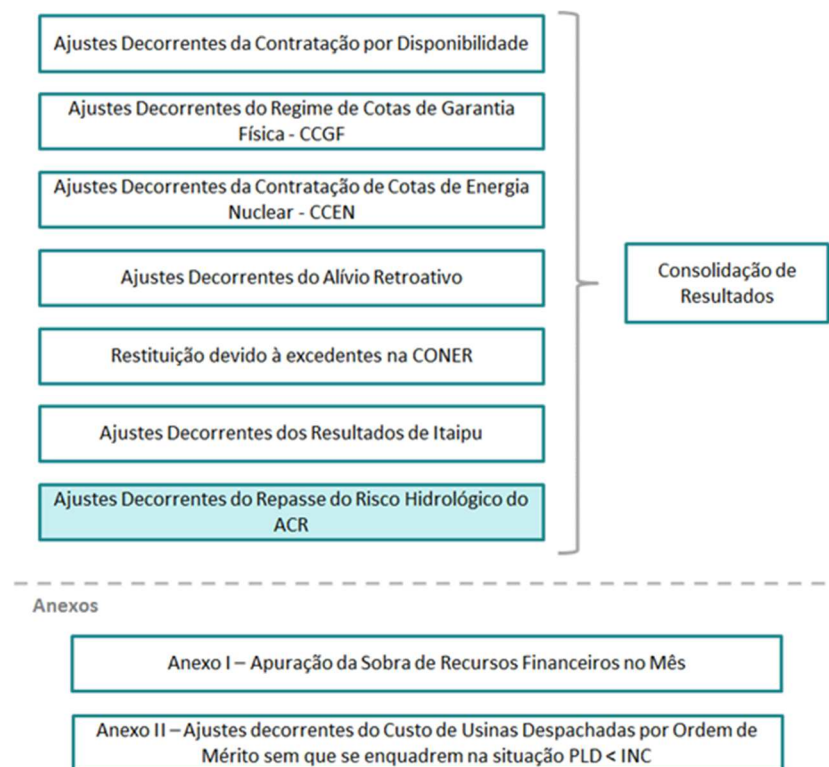 Ajustes Decorrentes da Contratação por Disponibilidade
Ajustes Decorrentes do Regime de Cotas de Garantia
Física - CCGF
Ajustes Decorrentes da Contratação de Cotas de Energia
Nuclear - CCEN
Ajustes Decorrentes do Alívio Retroativo
Restituição devido à excedentes na CONER
Ajustes Decorrentes dos Resultados de Itaipu
Ajustes Decorrentes do Repasse do Risco Hidrológico do
ACR
Consolidação de
Resultados
Anexos
Anexo I – Apuração da Sobra de Recursos Financeiros no Mês
Anexo II – Ajustes decorrentes do Custo de Usinas Despachadas por Ordem de
Mérito sem que se enquadrem na situação PLD < INC